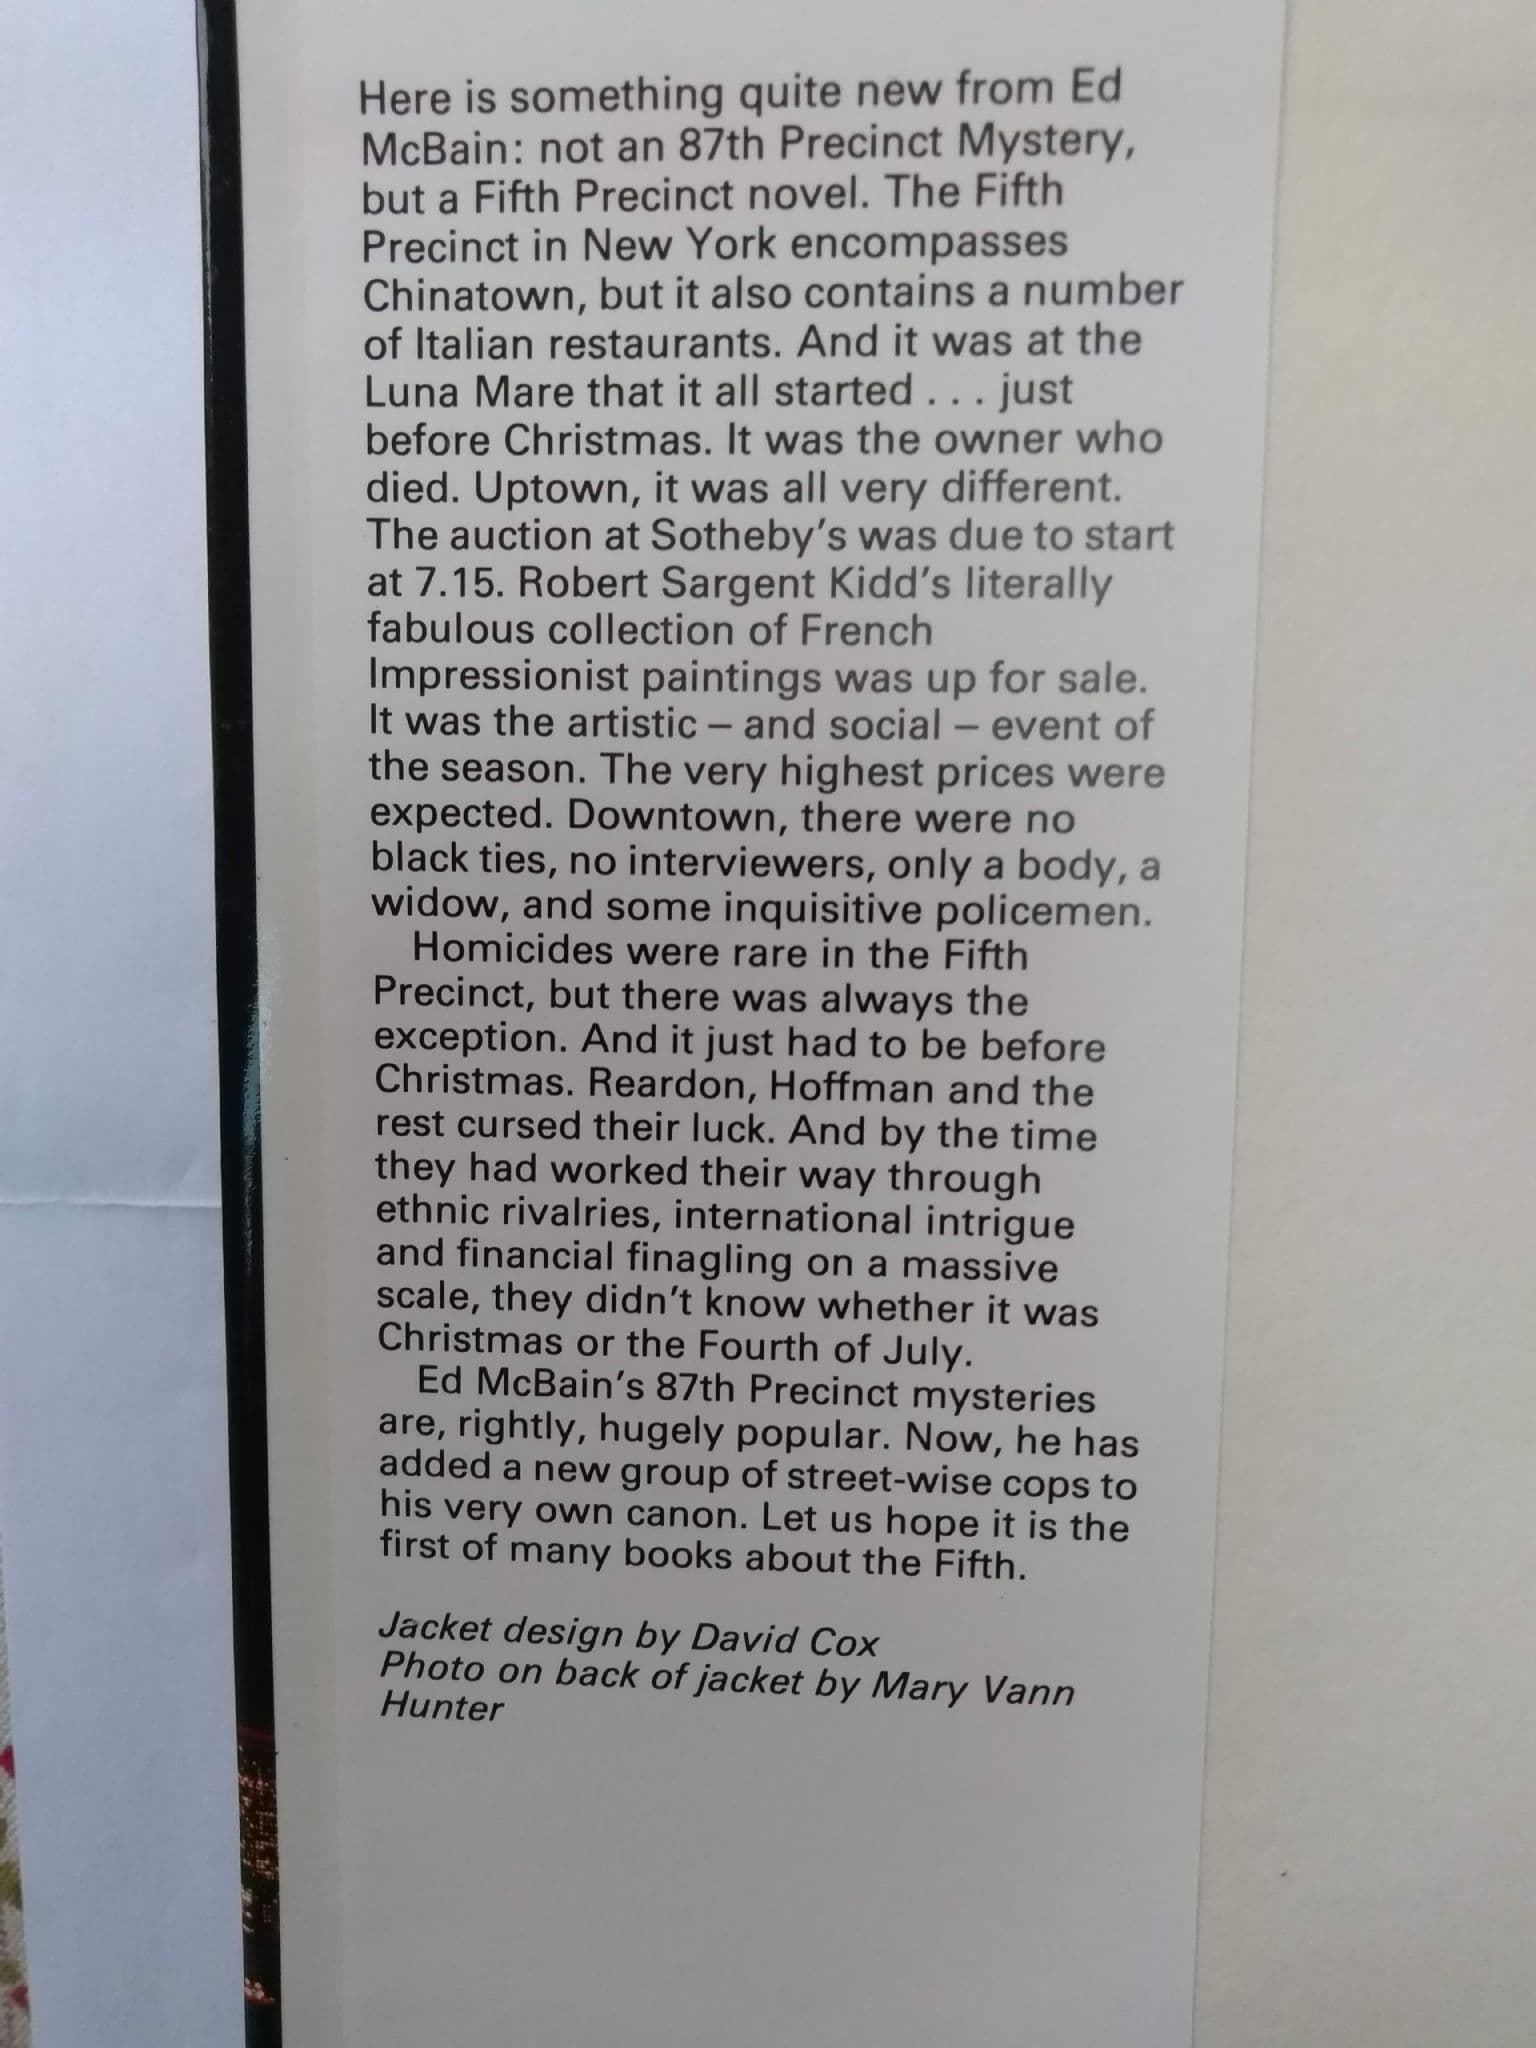 Here is something quite new from Ed
McBain: not an 87th Precinct Mystery,
but a Fifth Precinct novel. The Fifth
Precinct in New York encompasses
Chinatown, but it also contains a number
of Italian restaurants. And it was at the
Luna Mare that it all started . . . just
before Christmas. It was the owner who
died. Uptown, it was all very different.
The auction at Sotheby's was due to start
at 7.15. Robert Sargent Kidd's literally
fabulous collection of French
Impressionist paintings was up for sale.
It was the artistic – and social – event of
the season. The very highest prices were
expected. Downtown, there were no
black ties, no interviewers, only a body, a
widow, and some inquisitive policemen.
Homicides were rare in the Fifth
Precinct, but there was always the
exception. And it just had to be before
Christmas. Reardon, Hoffman and the
rest cursed their luck. And by the time
they had worked their way through
ethnic rivalries, international intrigue
and financial finagling on a massive
scale, they didn't know whether it was
Christmas or the Fourth of July.
Ed McBain's 87th Precinct mysteries
are, rightly, hugely popular. Now, he has
added a new group of street-wise cops to
his very own canon. Let us hope it is the
first of many books about the Fifth.
Jacket design by David Cox
Photo on back of jacket by Mary Vann
Hunter